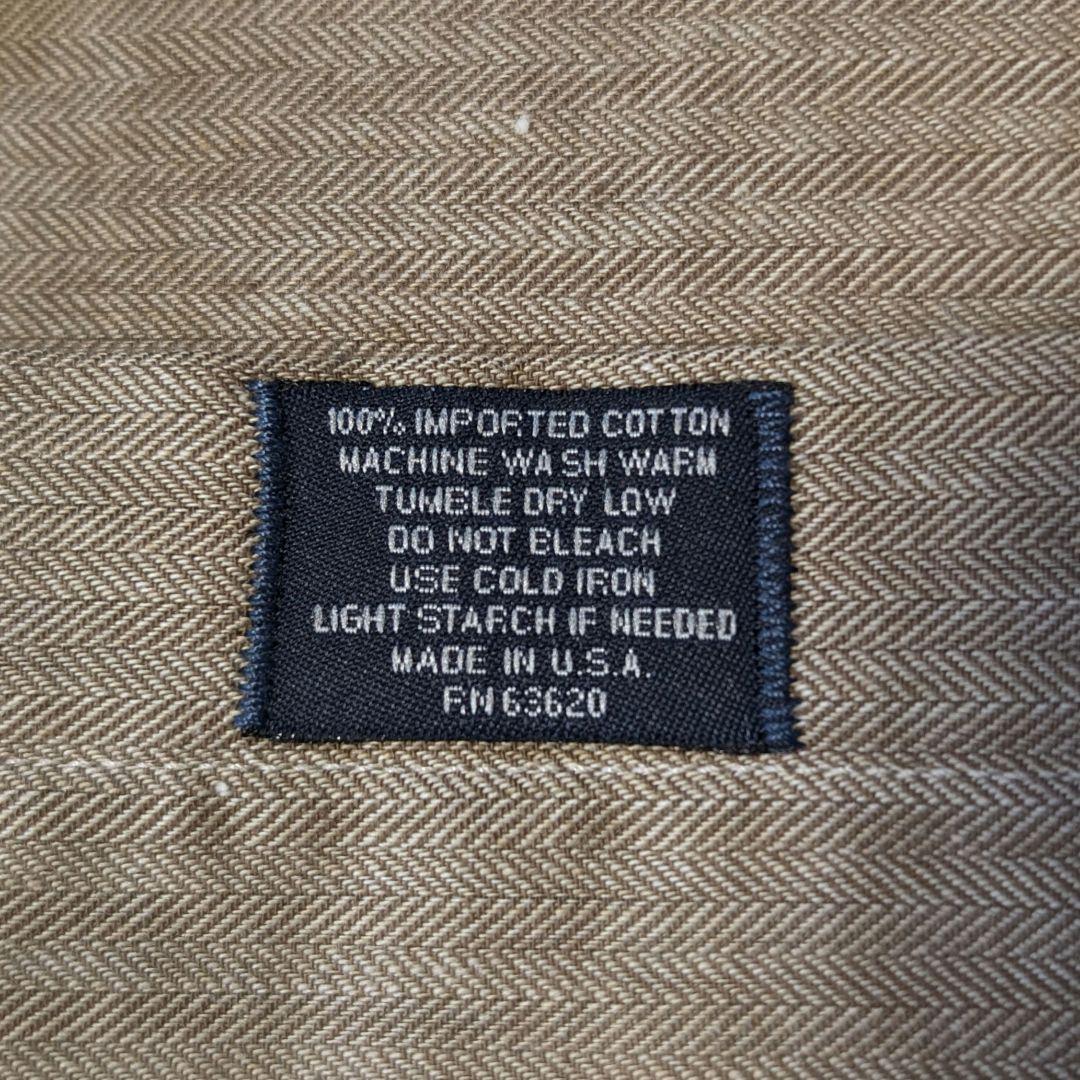 100% IMPORTED COTTON
MACHINE WASH WARM
TUMBLE DRY LOW
DO NOT BLEACH
USE COLD IRON
LIGHT STARCH IF NEEDED
MADE IN U.S.A.
RN 63620